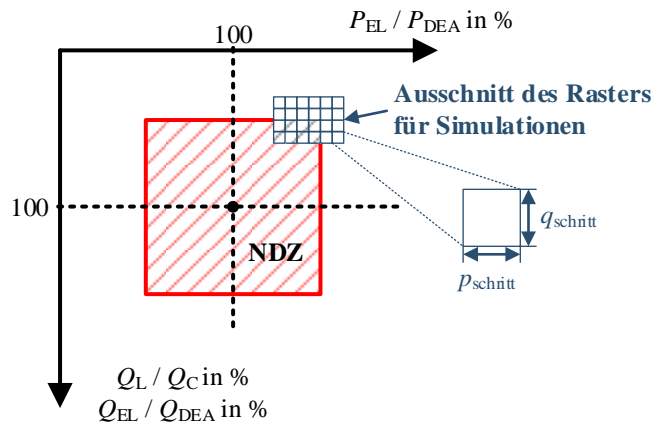 100
P_EL / P_DEA in %
Ausschnitt des Rasters
für Simulationen
100
q_schritt
NDZ
p_schritt
Q_L / Q_C in %
Q_EL / Q_DEA in %